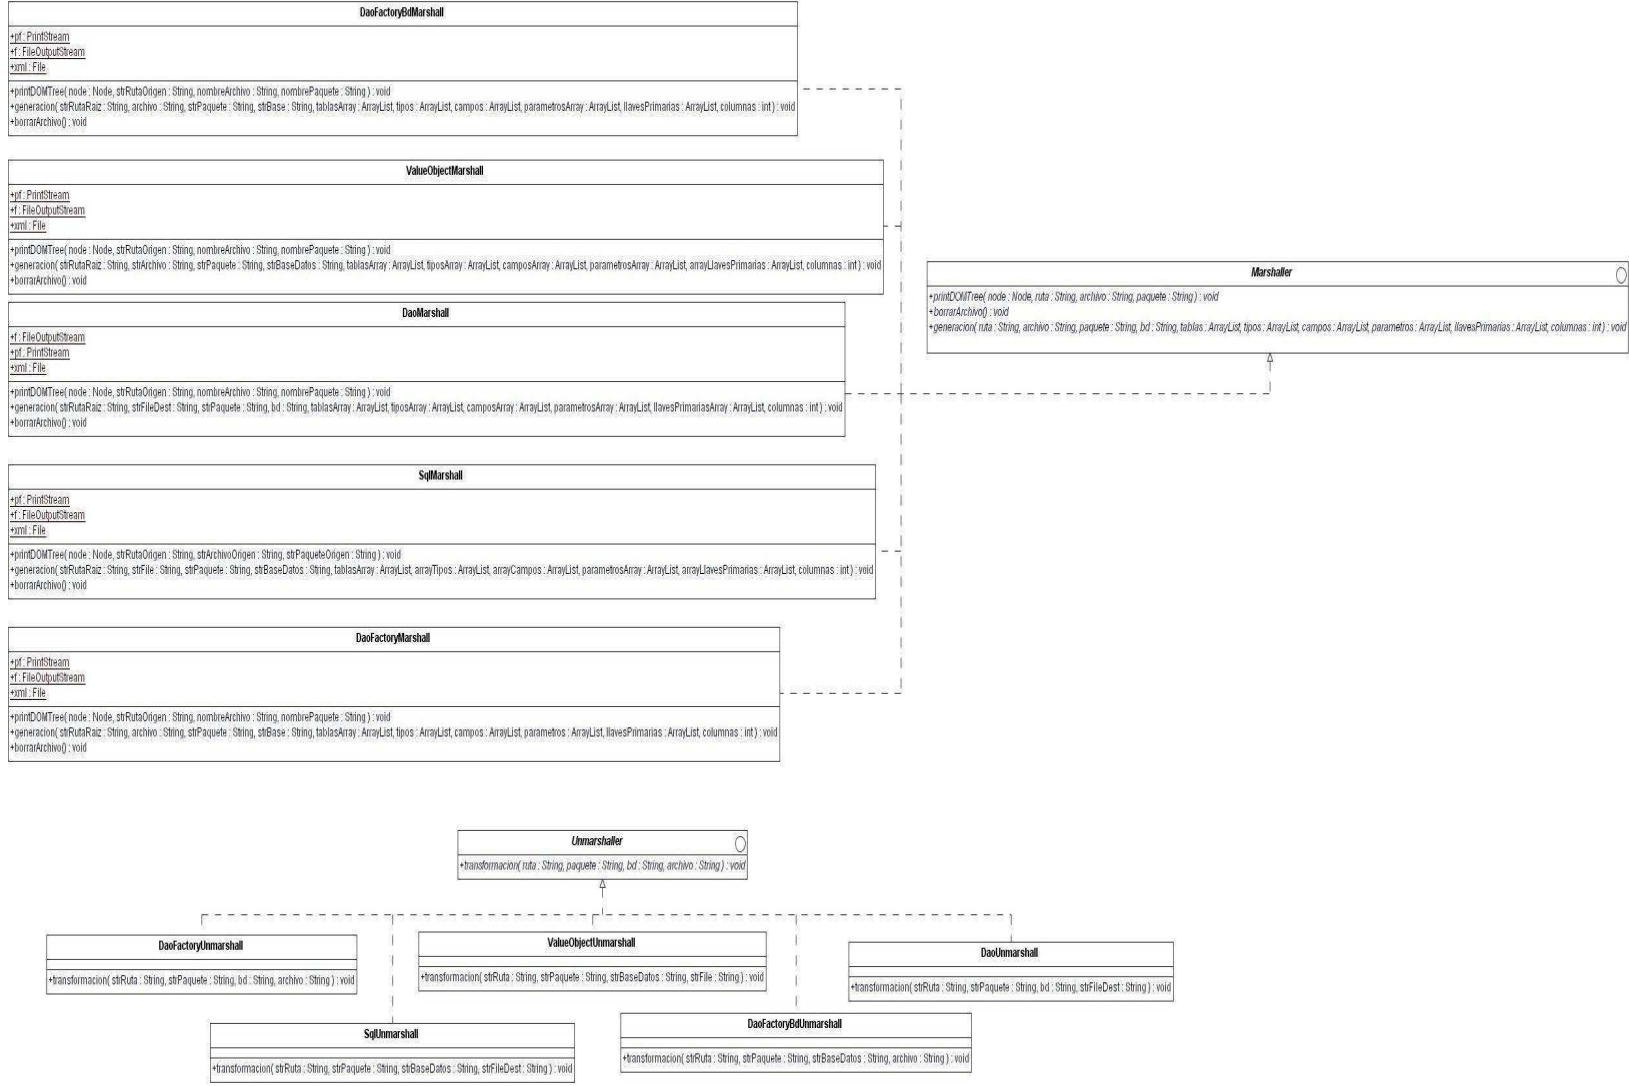 DaoFactoryBdMarshall
+pf : PrintStream
+f : FileOutputStream
+xml : File
+printDOMTree( node : Node, strRutaOrigen : String, nombreArchivo : String, nombrePaquete : String ) : void
+generacion( strRutaRaiz : String, archivo : String, strPaquete : String, strBase : String, tablasArray : ArrayList, tipos : ArrayList, campos : ArrayList, parametrosArray : ArrayList, llavesPrimarias : ArrayList, columnas : int ) : void
+borrarArchivo() : void
ValueObjectMarshall
+pf : PrintStream
+f : FileOutputStream
+xml : File
+printDOMTree( node : Node, strRutaOrigen : String, nombreArchivo : String, nombrePaquete : String ) : void
+generacion( strRutaRaiz : String, strArchivo : String, strPaquete : String, strBaseDatos : String, tablasArray : ArrayList, tiposArray : ArrayList, camposArray : ArrayList, parametrosArray : ArrayList, arrayLlavesPrimarias : ArrayList, columnas : int ) : void
+borrarArchivo() : void
Marshaller
+printDOMTree( node : Node, ruta : String, archivo : String, paquete : String ) : void
+borrarArchivo() : void
+generacion( ruta : String, archivo : String, paquete : String, bd : String, tablas : ArrayList, tipos : ArrayList, campos : ArrayList, parametros : ArrayList, llavesPrimarias : ArrayList, columnas : int ) : void
DaoMarshall
+f : FileOutputStream
+pf : PrintStream
+xml : File
+printDOMTree( node : Node, strRutaOrigen : String, nombreArchivo : String, nombrePaquete : String ) : void
+generacion( strRutaRaiz : String, strFileDest : String, strPaquete : String, bd : String, tablasArray : ArrayList, tiposArray : ArrayList, camposArray : ArrayList, parametrosArray : ArrayList, llavesPrimariasArray : ArrayList, columnas : int ) : void
+borrarArchivo() : void
SqlMarshall
+pf : PrintStream
+f : FileOutputStream
+xml : File
+printDOMTree( node : Node, strRutaOrigen : String, strArchivoOrigen : String, strPaqueteOrigen : String ) : void
+generacion( strRutaRaiz : String, strFile : String, strPaquete : String, strBaseDatos : String, tablasArray : ArrayList, arrayTipos : ArrayList, arrayCampos : ArrayList, parametrosArray : ArrayList, arrayLlavesPrimarias : ArrayList, columnas : int ) : void
+borrarArchivo() : void
DaoFactoryMarshall
+pf : PrintStream
+f : FileOutputStream
+xml : File
+printDOMTree( node : Node, strRutaOrigen : String, nombreArchivo : String, nombrePaquete : String ) : void
+generacion( strRutaRaiz : String, archivo : String, strPaquete : String, strBase : String, tablasArray : ArrayList, tipos : ArrayList, campos : ArrayList, parametros : ArrayList, llavesPrimarias : ArrayList, columnas : int ) : void
+borrarArchivo() : void
Unmarshaller
+transformacion( ruta : String, paquete : String, bd : String, archivo : String ) : void
DaoFactoryUnmarshall
+transformacion( strRuta : String, strPaquete : String, bd : String, archivo : String ) : void
ValueObjectUnmarshall
+transformacion( strRuta : String, strPaquete : String, strBaseDatos : String, strFile : String ) : void
DaoUnmarshall
+transformacion( strRuta : String, strPaquete : String, bd : String, strFileDest : String ) : void
SqlUnmarshall
+transformacion( strRuta : String, strPaquete : String, strBaseDatos : String, strFileDest : String ) : void
DaoFactoryBdUnmarshall
+transformacion( strRuta : String, strPaquete : String, strBaseDatos : String, archivo : String ) : void